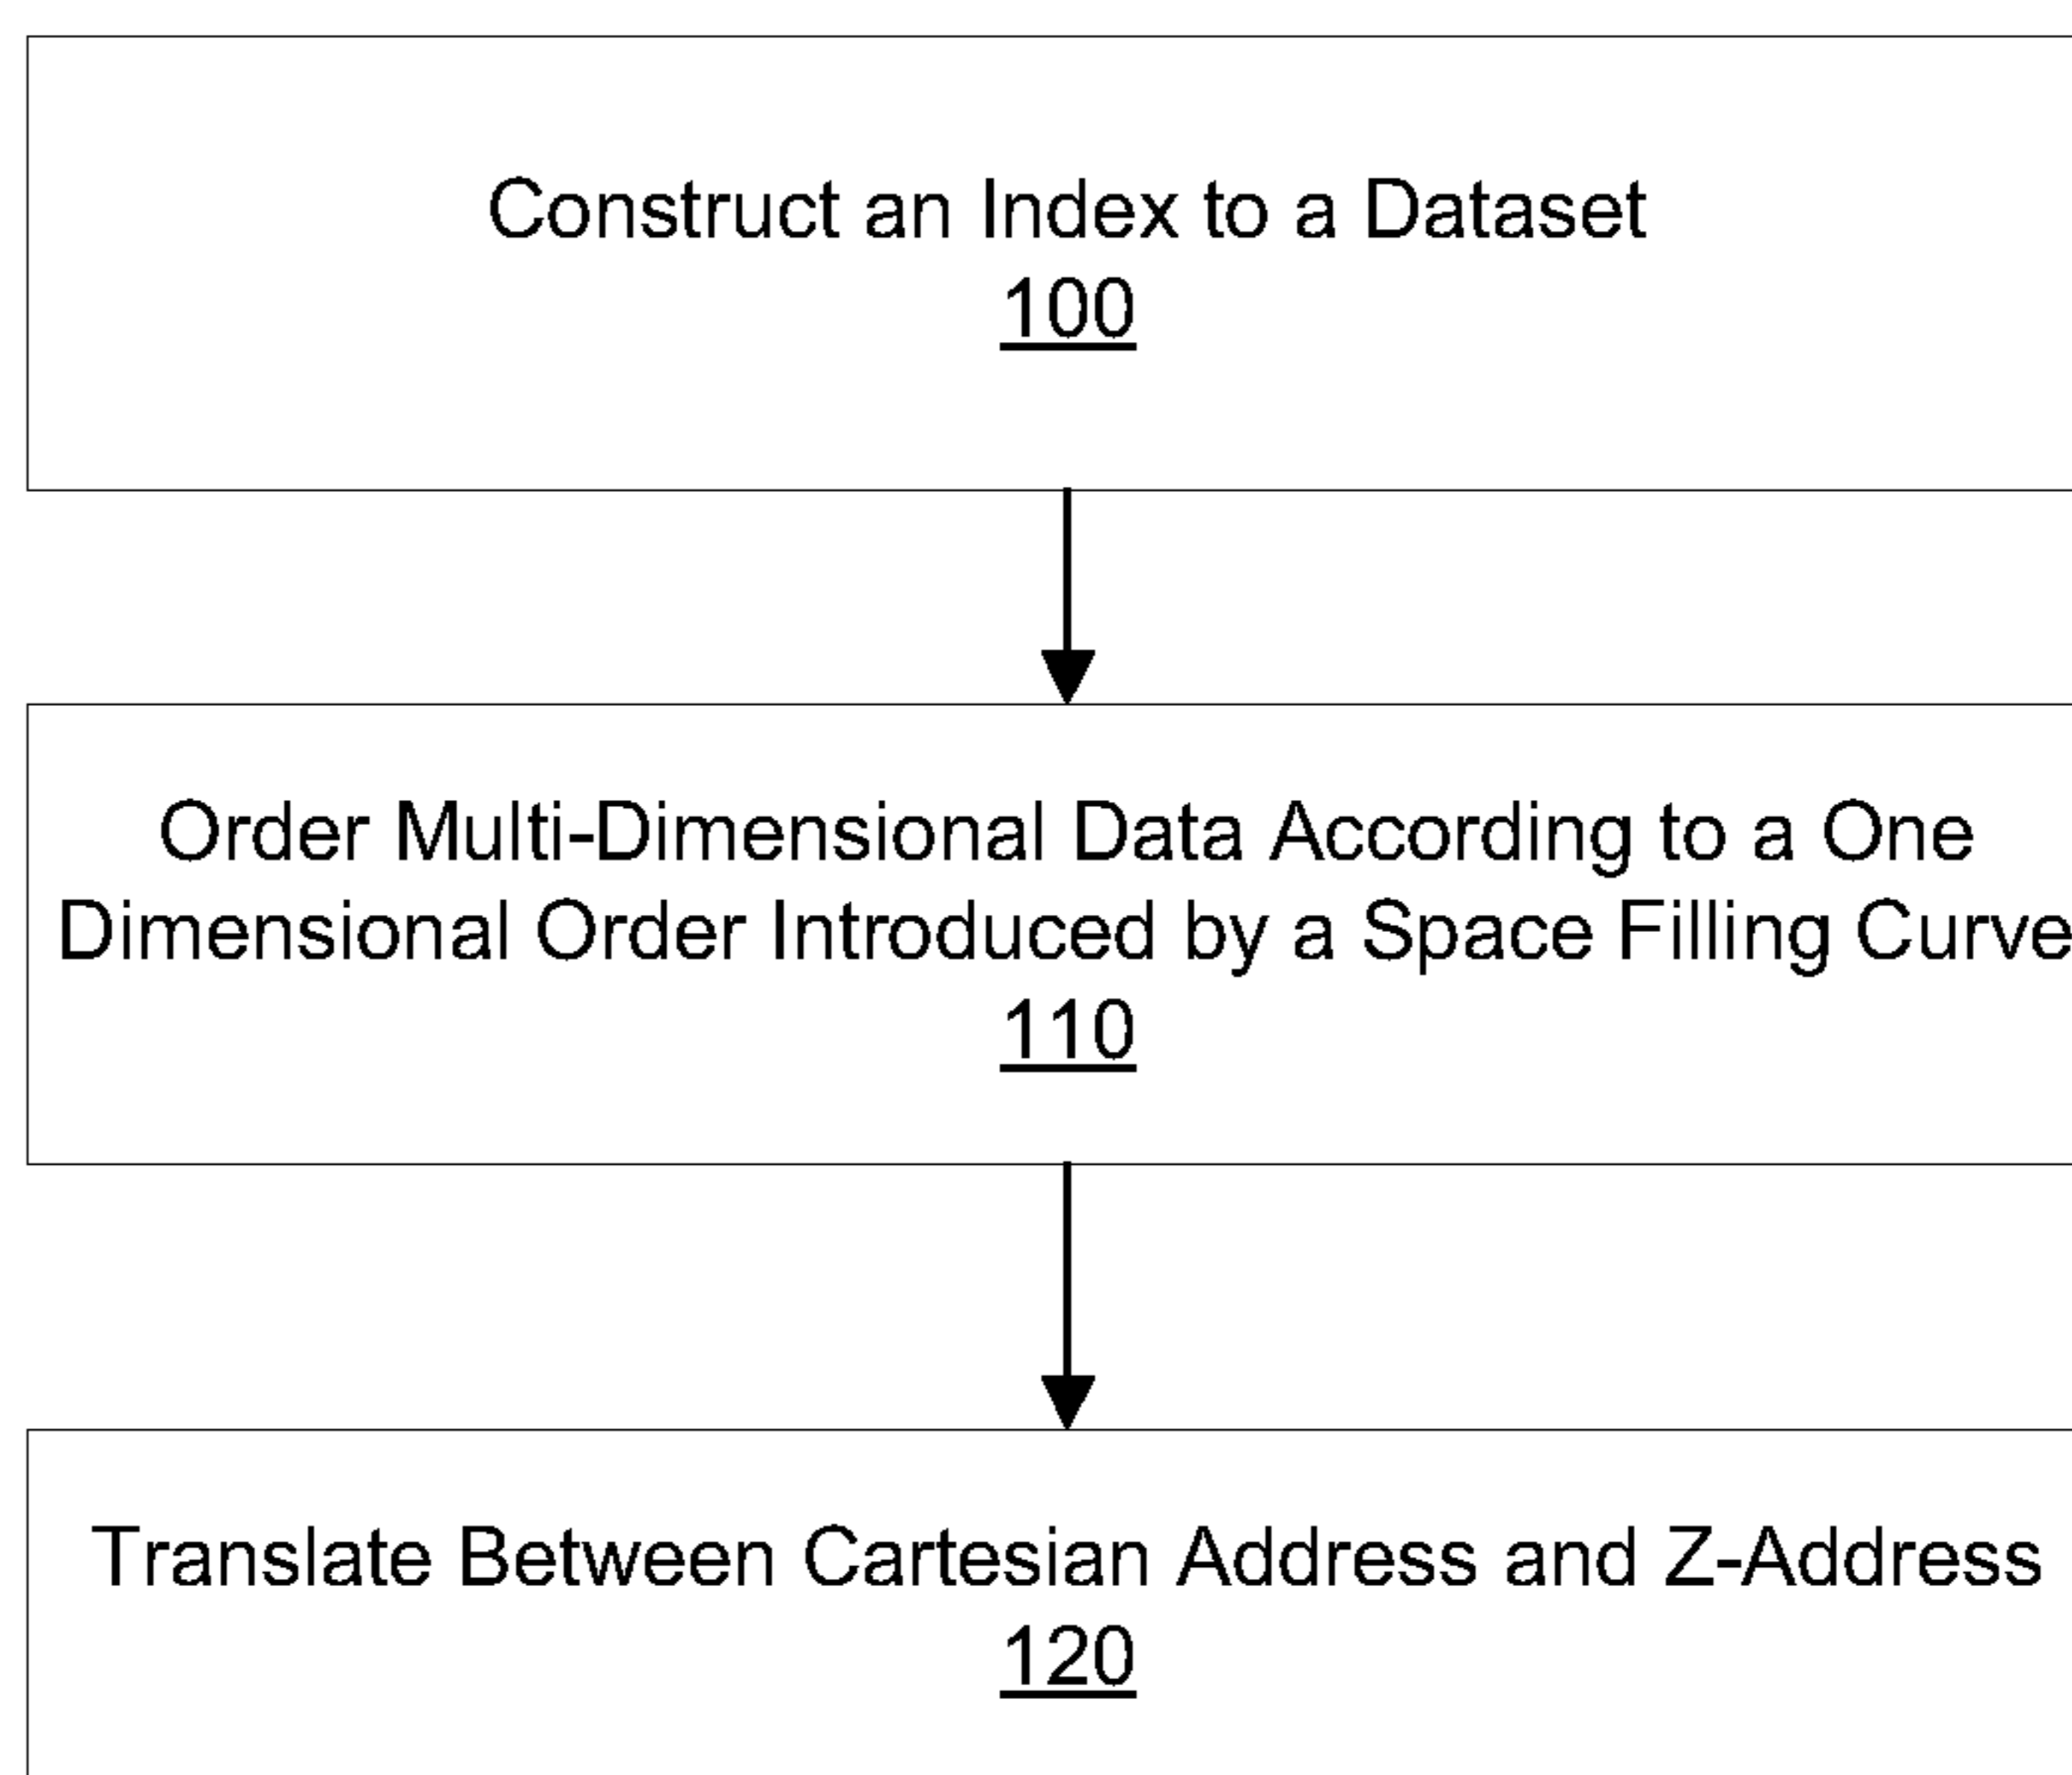 Construct an Index to a Dataset
100
Order Multi-Dimensional Data According to a One
Dimensional Order Introduced by a Space Filling Curve
110
Translate Between Cartesian Address and Z-Address
120